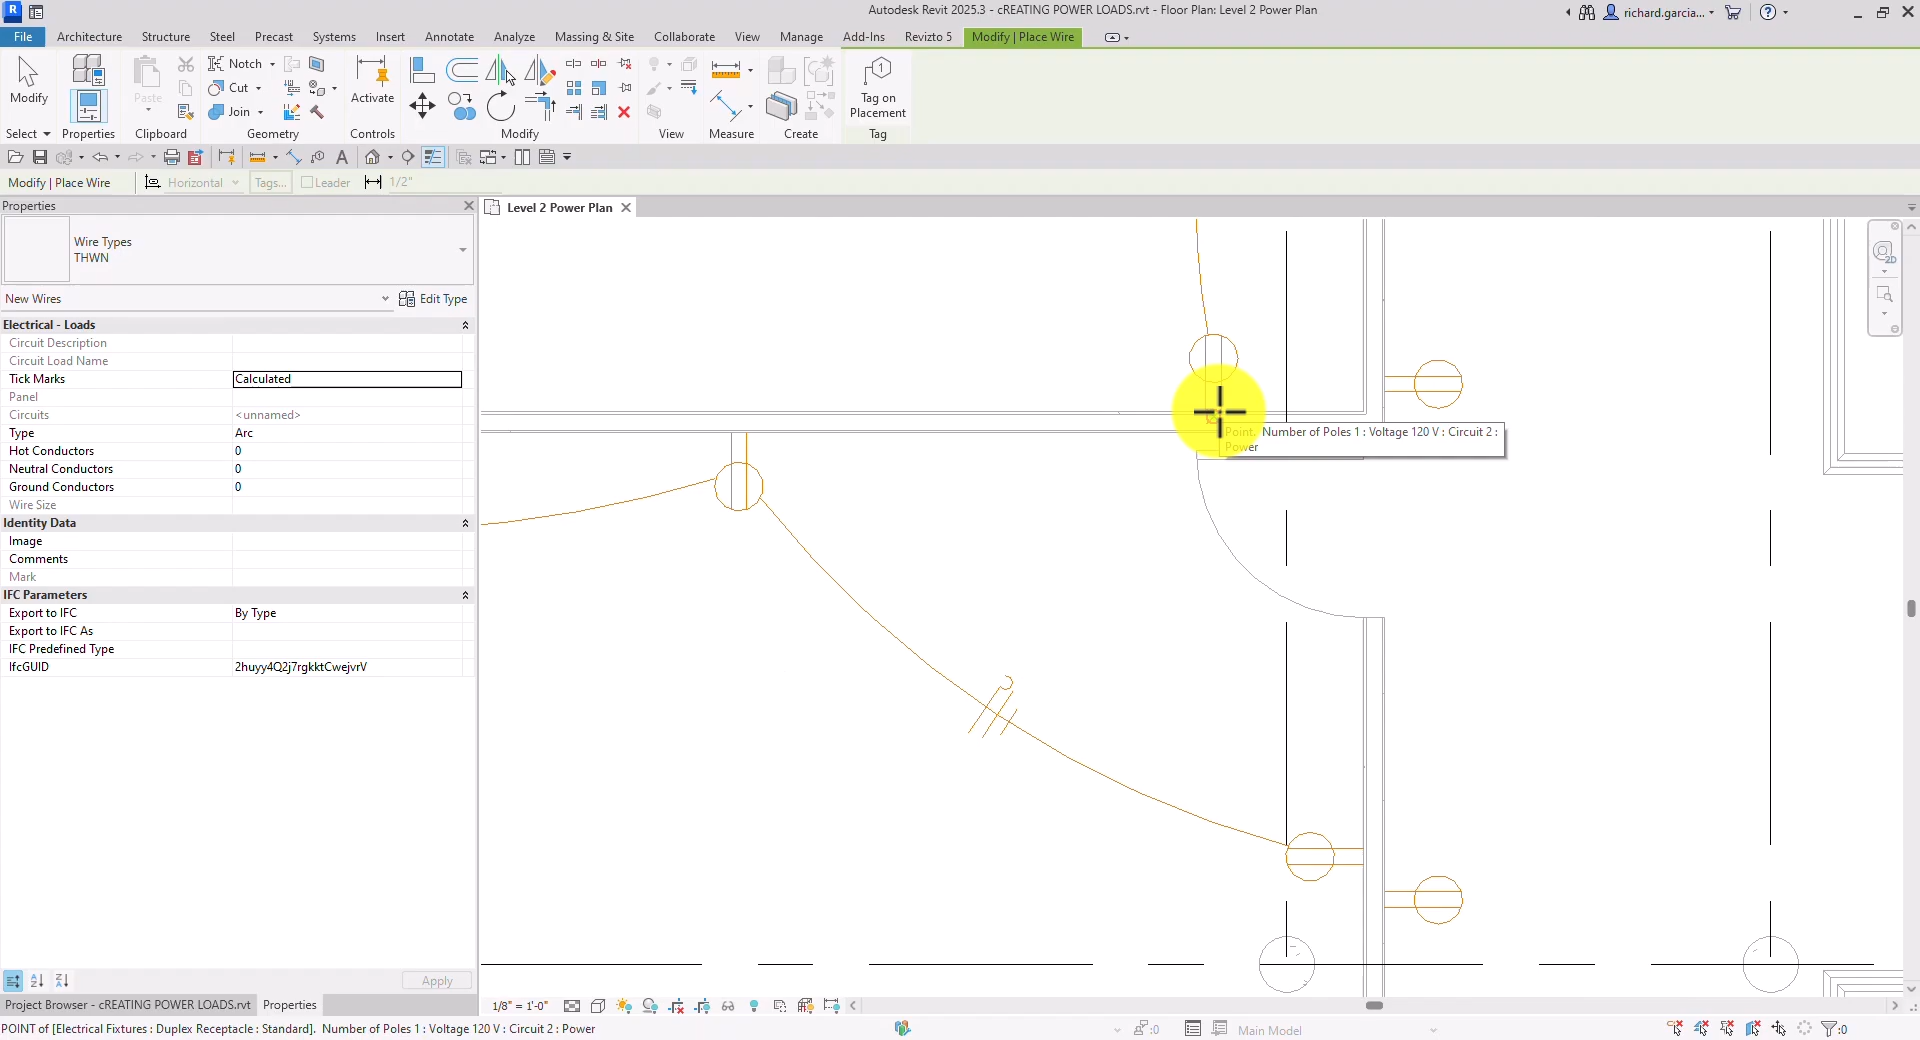 Autodesk Revit 2025.3 - cREATING POWER LOADS.rvt - Floor Plan: Level 2 Power Plan
richard.garcia...
File Architecture Structure Steel Precast Systems Insert Annotate Analyze Massing & Site Collaborate View Manage Add-Ins Revizto 5 Modify | Place Wire
Modify
Paste
Notch
Cut
Join
Activate
Tag on
Placement
Select Properties Clipboard Geometry Controls Modify View Measure Create Tag
Modify | Place Wire Horizontal Tags... Leader 1/2"
Properties
Level 2 Power Plan
Wire Types
THWN
New Wires Edit Type
Electrical - Loads
Circuit Description
Circuit Load Name
Tick Marks Calculated
Panel
Circuits <unnamed>
Type Arc
Hot Conductors 0
Neutral Conductors 0
Ground Conductors 0
Wire Size
Identity Data
Image
Comments
Mark
IFC Parameters
Export to IFC By Type
Export to IFC As
IFC Predefined Type
IfcGUID 2huyy4Q2j7rgkktCwejvrV
2D
Point. Number of Poles 1 : Voltage 120 V : Circuit 2 :
Power
Apply
Project Browser - cREATING POWER LOADS.rvt Properties
1/8" = 1'-0"
POINT of [Electrical Fixtures : Duplex Receptacle : Standard]. Number of Poles 1 : Voltage 120 V : Circuit 2 : Power
:0 Main Model :0